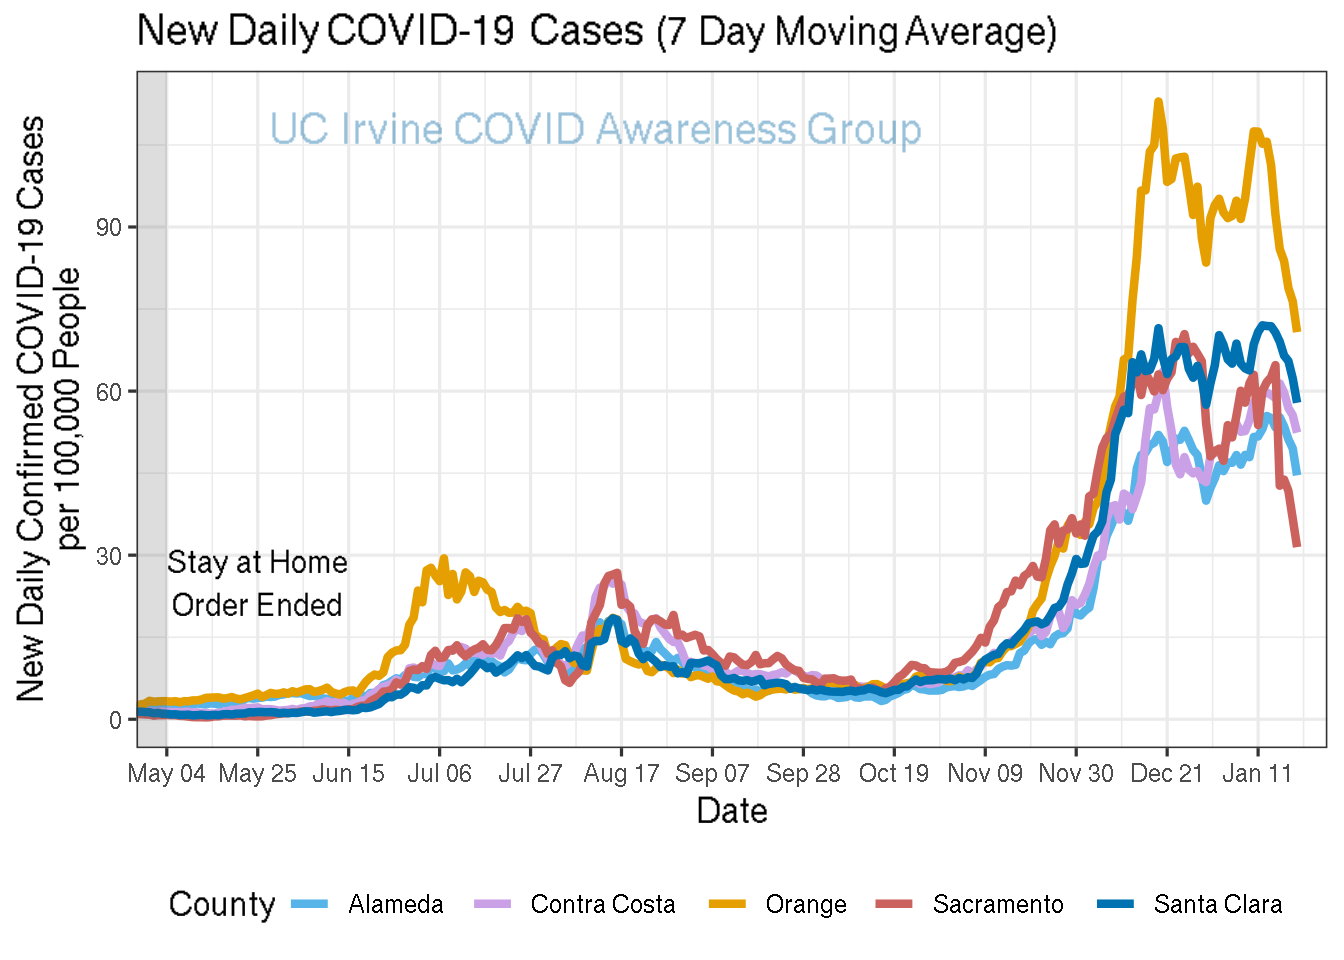 New Daily COVID-19 Cases (7 Day Moving Average)
UC Irvine COVID Awareness Group
New Daily Confirmed COVID-19 Cases
per 100,000 People
90
60
30
0
Stay at Home
Order Ended
May 04 May 25 Jun 15 Jul 06 Jul 27 Aug 17 Sep 07 Sep 28 Oct 19 Nov 09 Nov 30 Dec 21 Jan 11
Date
County Alameda Contra Costa Orange Sacramento Santa Clara